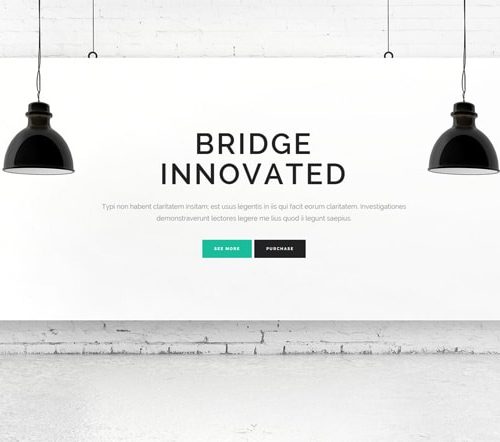 BRIDGE
INNOVATED
Typi non habent claritatem insitam; est usus legentis in iis qui facit eorum claritatem. Investigationes
demonstraverunt lectores legere me lius quod ii legunt saepius.
SEE MORE
PURCHASE